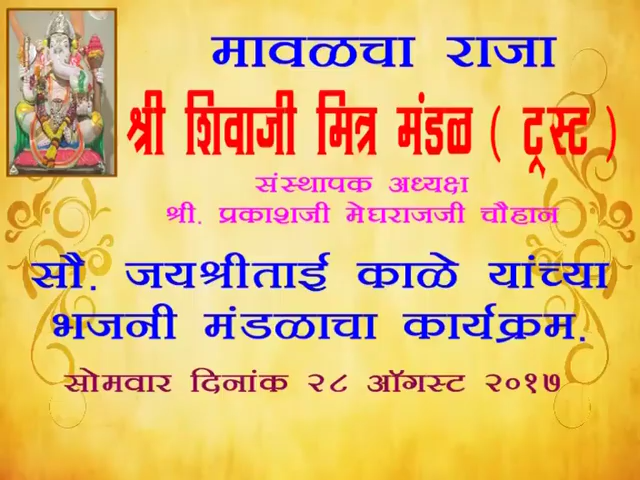 मावळचा राजा
श्री शिवाजी मित्र मंडळ ( ट्रस्ट )
संस्थापक अध्यक्ष
श्री. प्रकाशजी मेघराजजी चौहान
सौ. जयश्रीताई काळे यांच्या
भजनी मंडळाचा कार्यक्रम.
सोमवार दिनांक २८ ऑगस्ट २०१७